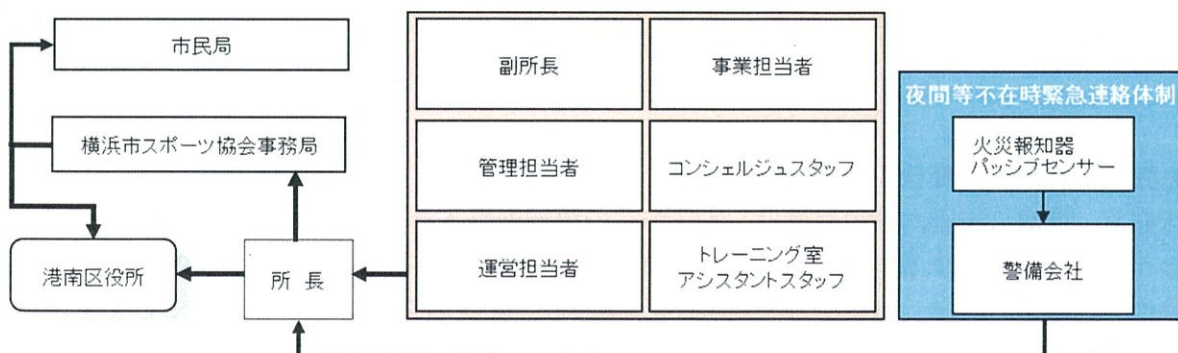 市民局
横浜市スポーツ協会事務局
港南区役所
所長
副所長
事業担当者
管理担当者
コンシェルジュスタッフ
運営担当者
トレーニング室
アシスタントスタッフ
夜間等不在時緊急連絡体制
火災報知器
パッシブセンサー
警備会社